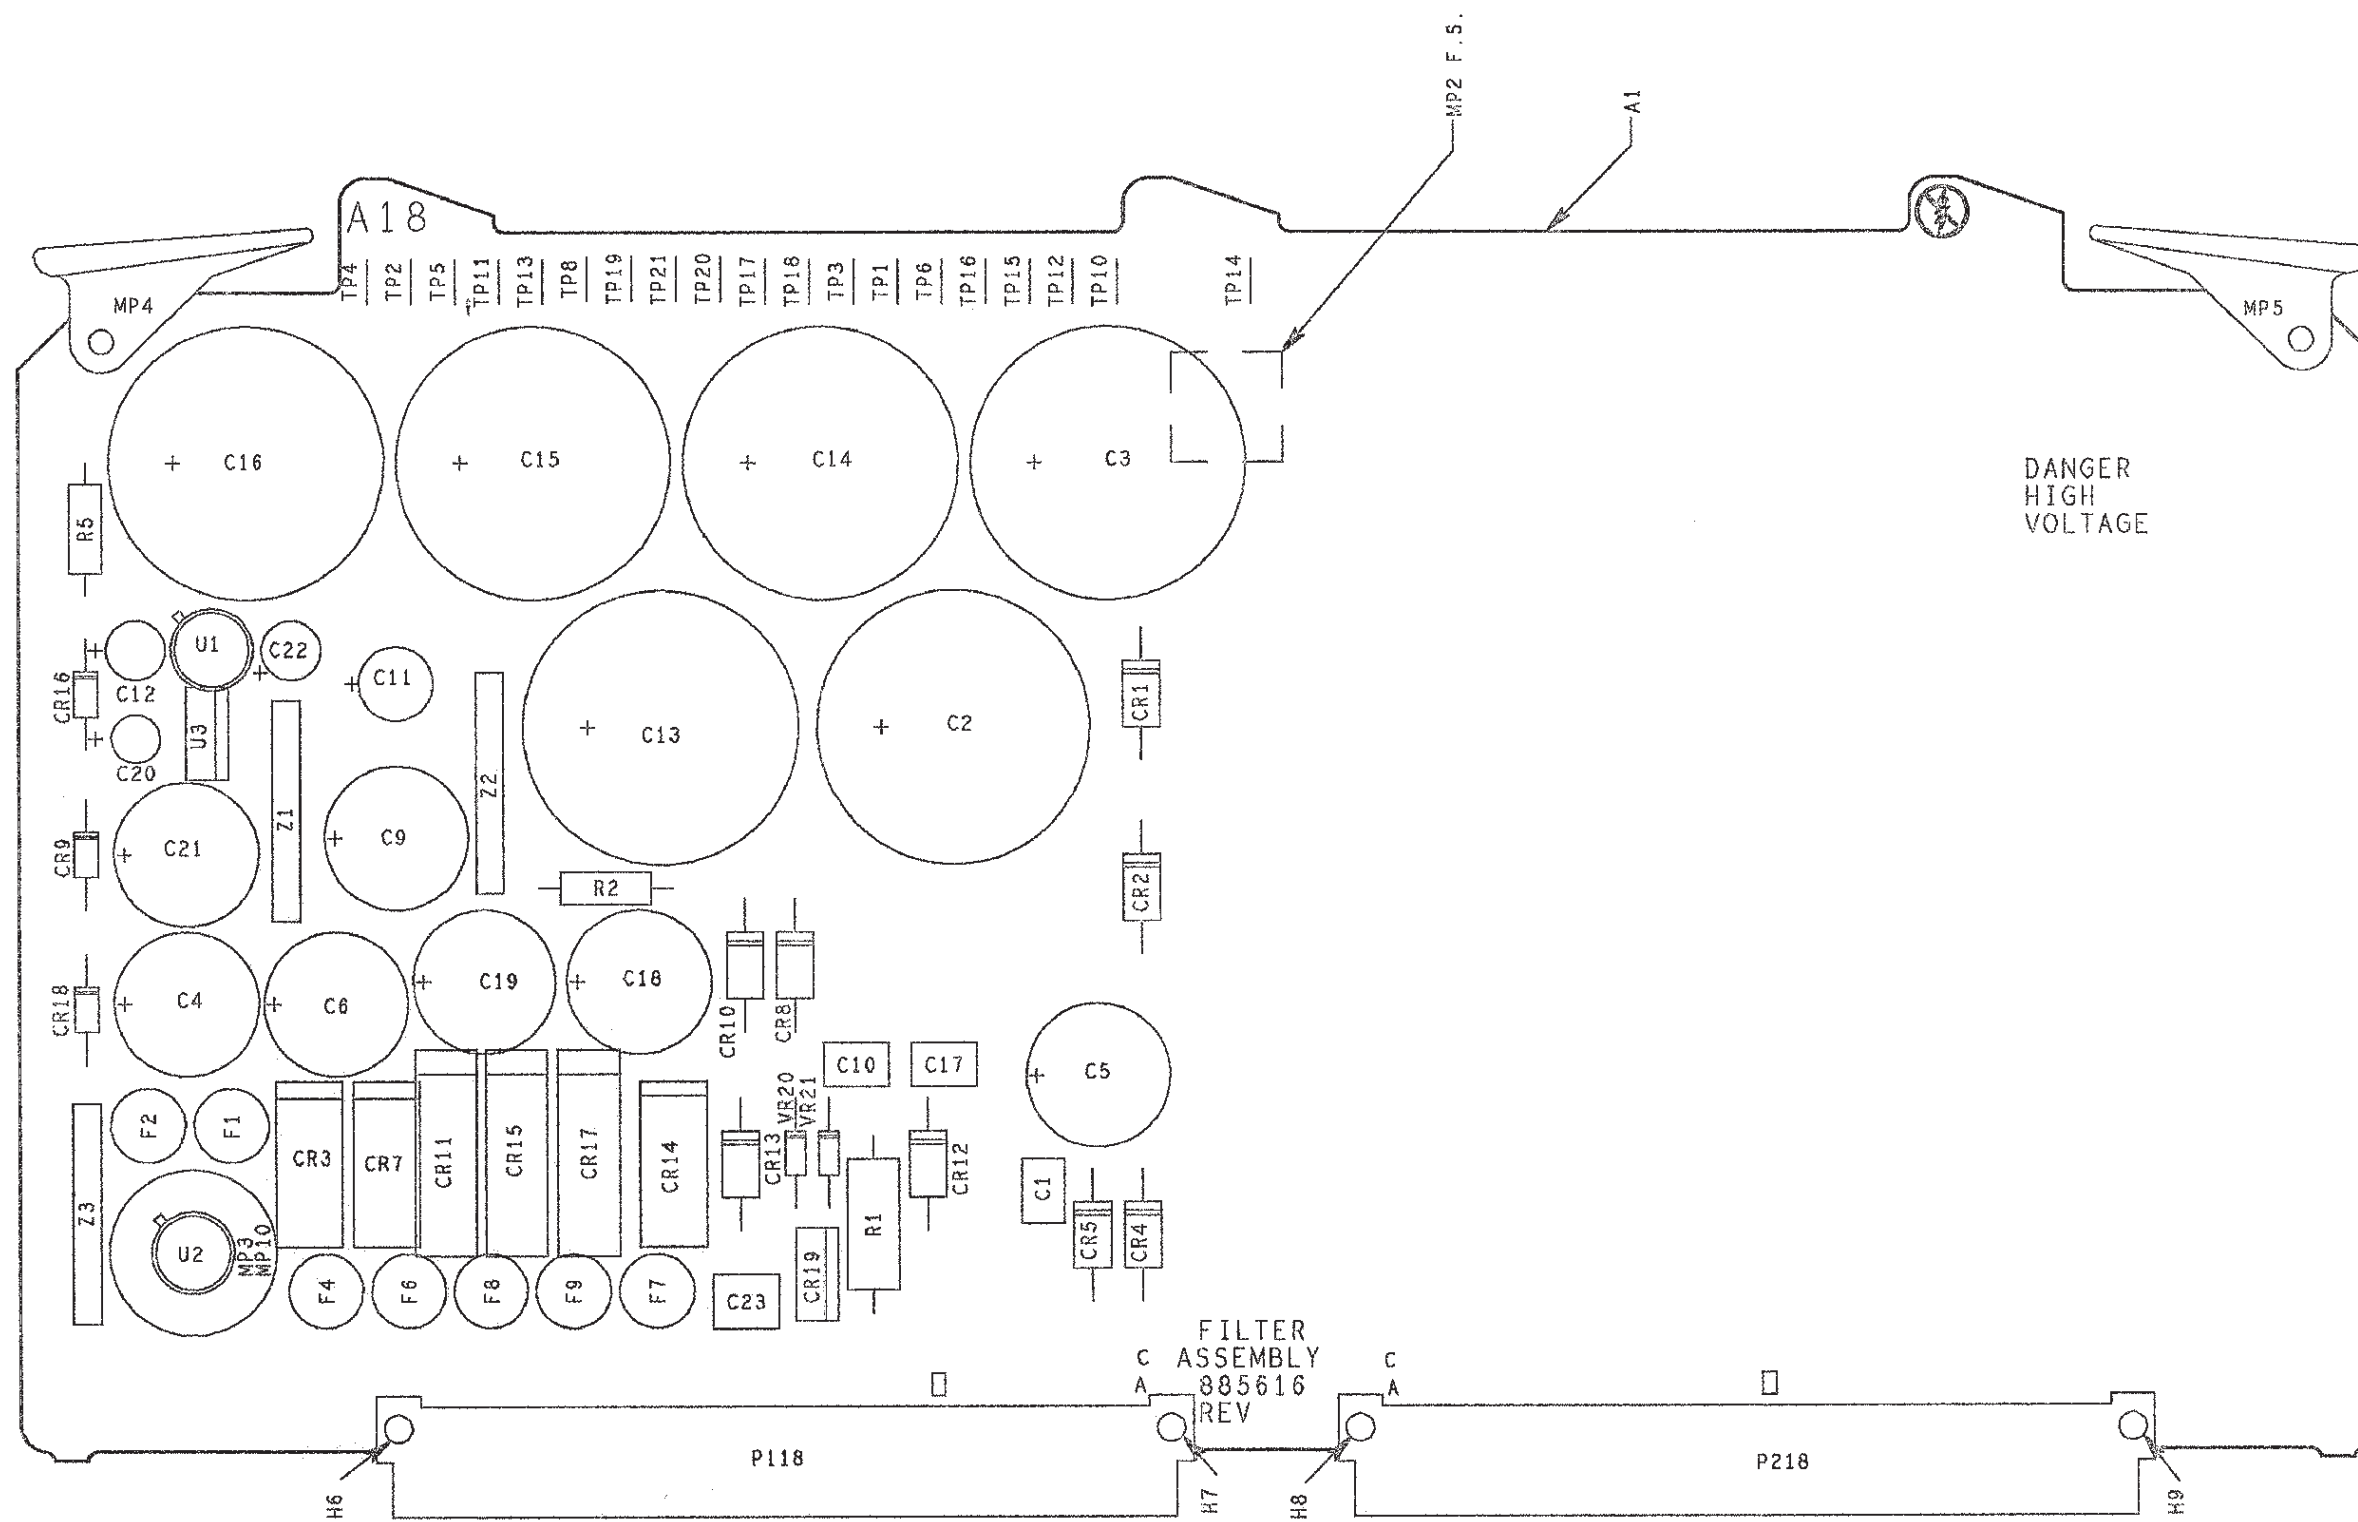 MP2 F.S.
A1
A18
TP4
TP2
TP5
TP11
TP13
TP8
TP19
TP21
TP20
TP17
TP18
TP3
TP1
TP6
TP16
TP15
TP12
TP10
TP14
MP4
MP5
+ C16
+ C15
+ C14
+ C3
DANGER
HIGH
VOLTAGE
R5
+
U1
C22
+
+ C11
CR16
C12
U3
+
C20
+ C13
+ C2
CR1
Z1
Z2
CR9
+ C21
+ C9
R2
CR2
CR18
+ C4
+ C6
+ C19
+ C18
CR10
CR8
C10
C17
+ C5
VR20
VR21
F2
F1
CR3
CR7
CR11
CR15
CR17
CR14
CR13
CR12
C1
Z3
U2
MP3
MP10
R1
CR5
CR4
F4
F6
F8
F9
F7
C23
CR19
FILTER
ASSEMBLY
885616
REV
C
A
C
A
P118
P218
H6
H7
H8
H9